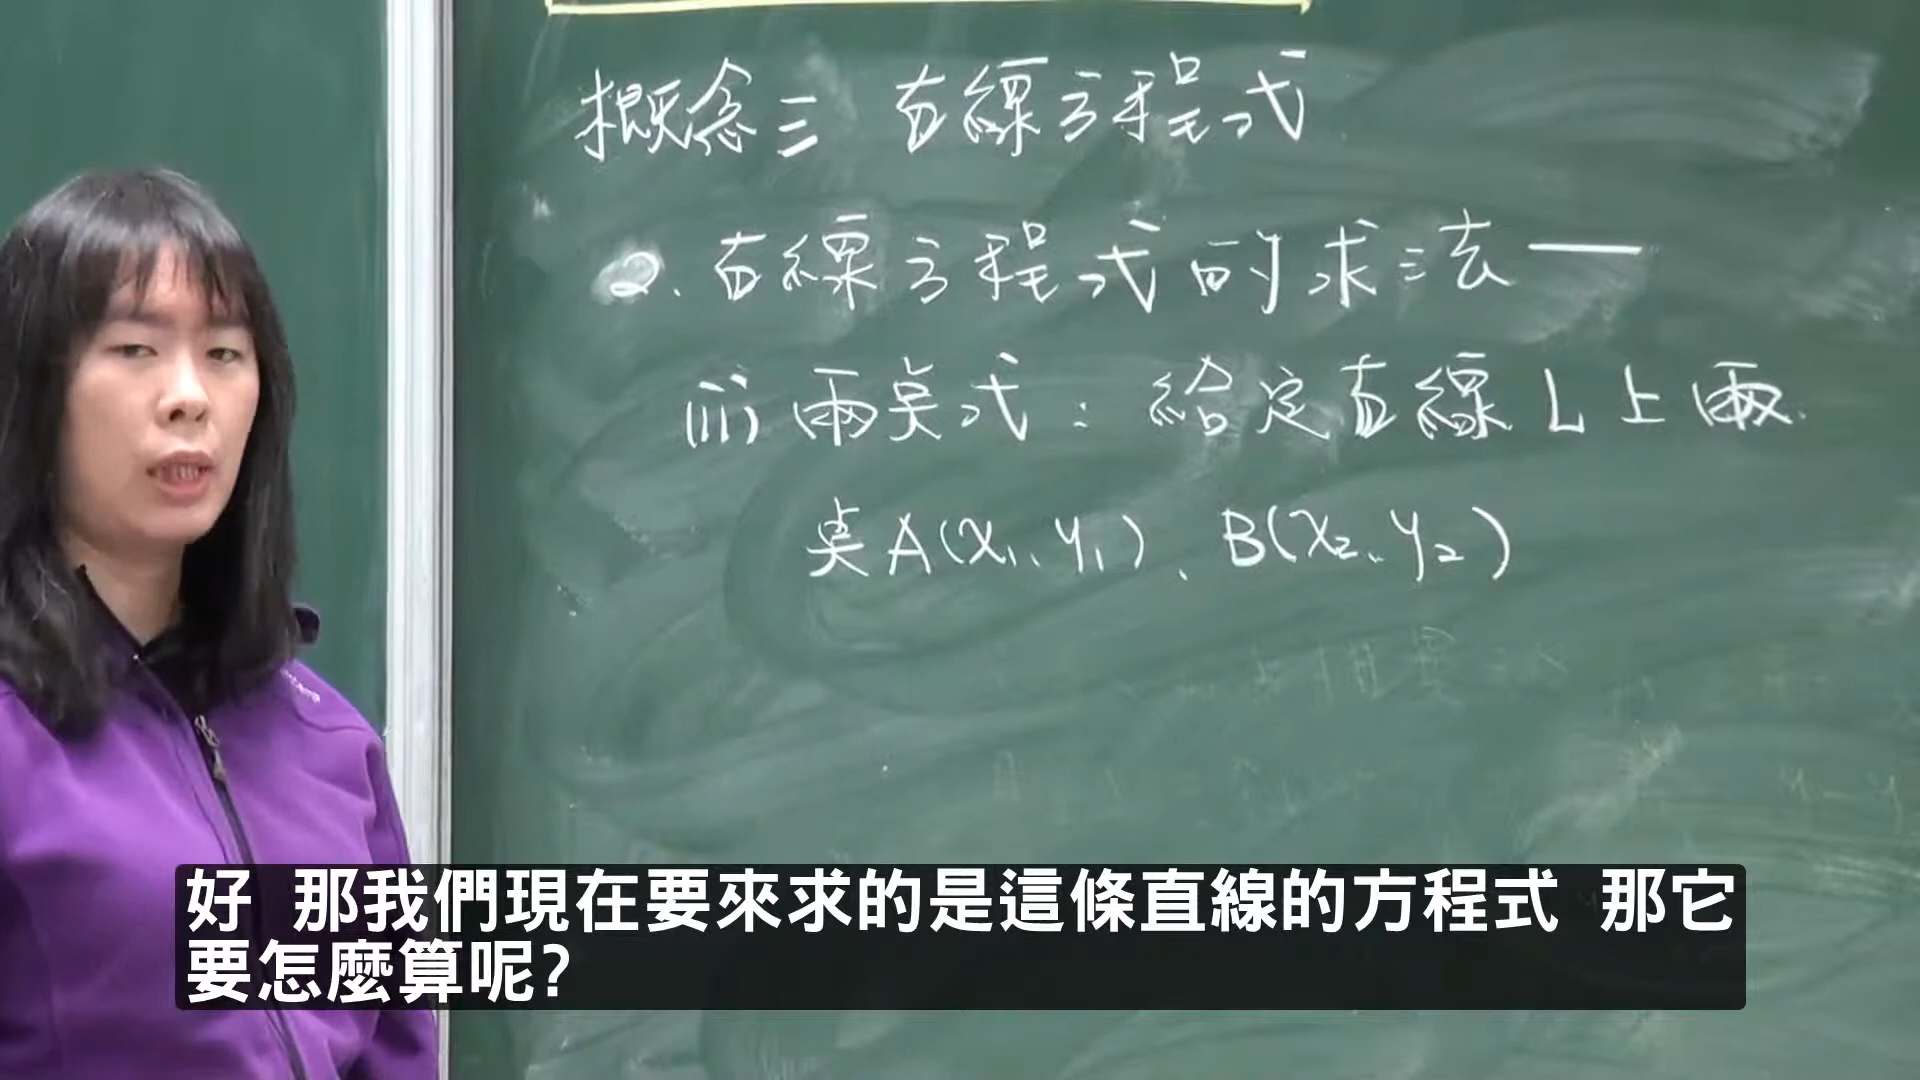 概念三 直線方程式
2. 直線方程式的求法一
(ii) 兩點式：給定直線L上兩
點A(x₁、y₁)、B(x₂、y₂)
好 那我們現在要來求的是這條直線的方程式 那它
要怎麼算呢?